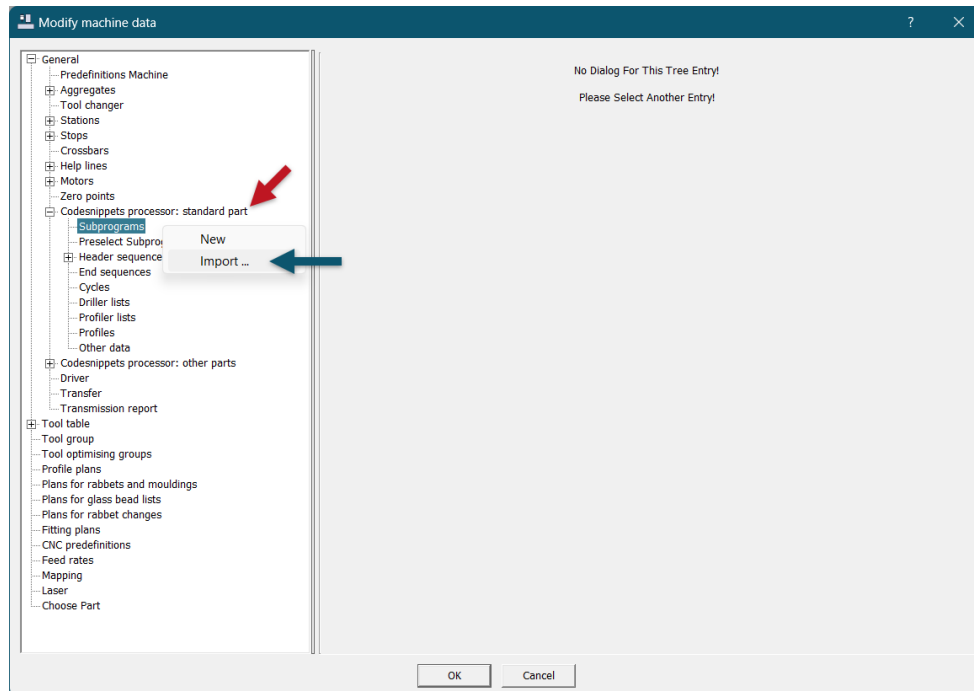 Modify machine data
?
General
Predefinitions Machine
Aggregates
Tool changer
Stations
Stops
Crossbars
Help lines
Motors
Zero points
Codesnippets processor: standard part
Subprograms
Preselect Subpro
Header sequence
End sequences
Cycles
Driller lists
Profiler lists
Profiles
Other data
Codesnippets processor: other parts
Driver
Transfer
Transmission report
Tool table
Tool group
Tool optimising groups
Profile plans
Plans for rabbets and mouldings
Plans for glass bead lists
Plans for rabbet changes
Fitting plans
CNC predefinitions
Feed rates
Mapping
Laser
Choose Part
New
Import ...
No Dialog For This Tree Entry!
Please Select Another Entry!
OK
Cancel